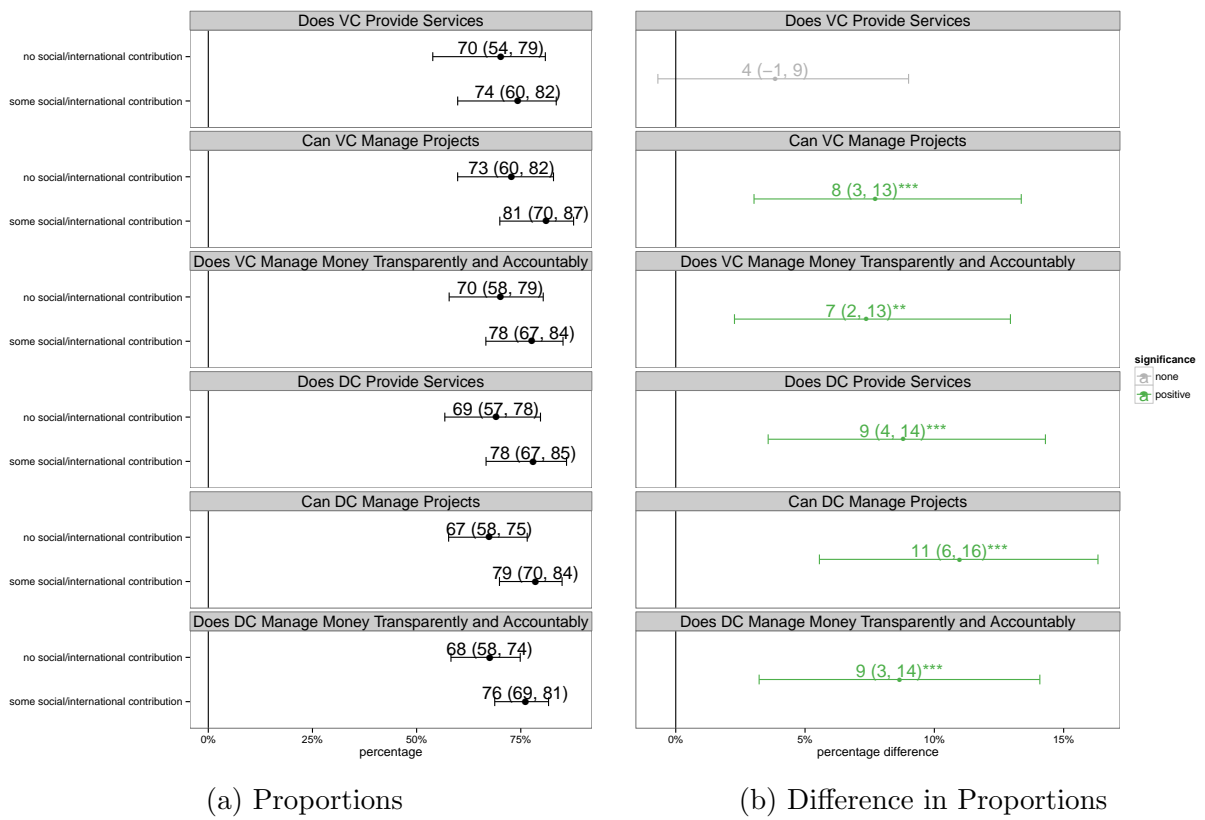 Does VC Provide Services
no social/international contribution
70 (54, 79)
some social/international contribution
74 (60, 82)
Can VC Manage Projects
no social/international contribution
73 (60, 82)
some social/international contribution
81 (70, 87)
Does VC Manage Money Transparently and Accountably
no social/international contribution
70 (58, 79)
some social/international contribution
78 (67, 84)
Does DC Provide Services
no social/international contribution
69 (57, 78)
some social/international contribution
78 (67, 85)
Can DC Manage Projects
no social/international contribution
67 (58, 75)
some social/international contribution
79 (70, 84)
Does DC Manage Money Transparently and Accountably
no social/international contribution
68 (58, 74)
some social/international contribution
76 (69, 81)
0% 25% 50% 75%
percentage
(a) Proportions
Does VC Provide Services
4 (−1, 9)
Can VC Manage Projects
8 (3, 13)***
Does VC Manage Money Transparently and Accountably
7 (2, 13)**
Does DC Provide Services
9 (4, 14)***
Can DC Manage Projects
11 (6, 16)***
Does DC Manage Money Transparently and Accountably
9 (3, 14)***
0% 5% 10% 15%
percentage difference
(b) Difference in Proportions
significance
a none
a positive